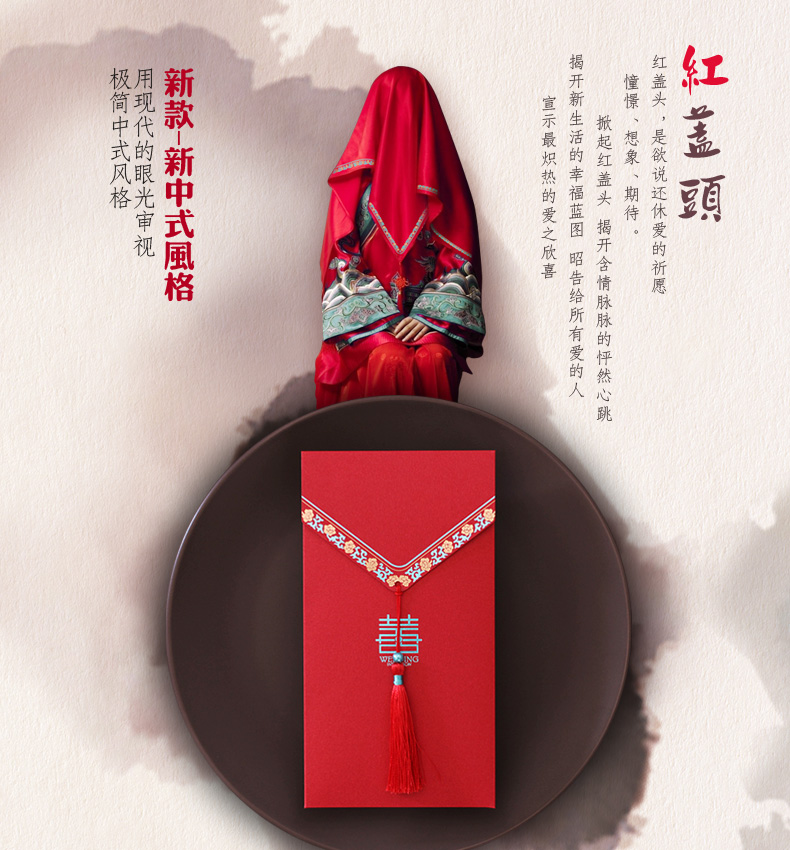 紅蓋頭
红盖头，是欲说还休爱的祈愿
憧憬、想象、期待。
掀起红盖头 揭开含情脉脉的怦然心跳
揭开新生活的幸福蓝图 昭告给所有爱的人
宣示最炽热的爱之欣喜
新款-新中式風格
用现代的眼光审视
极简中式风格
囍